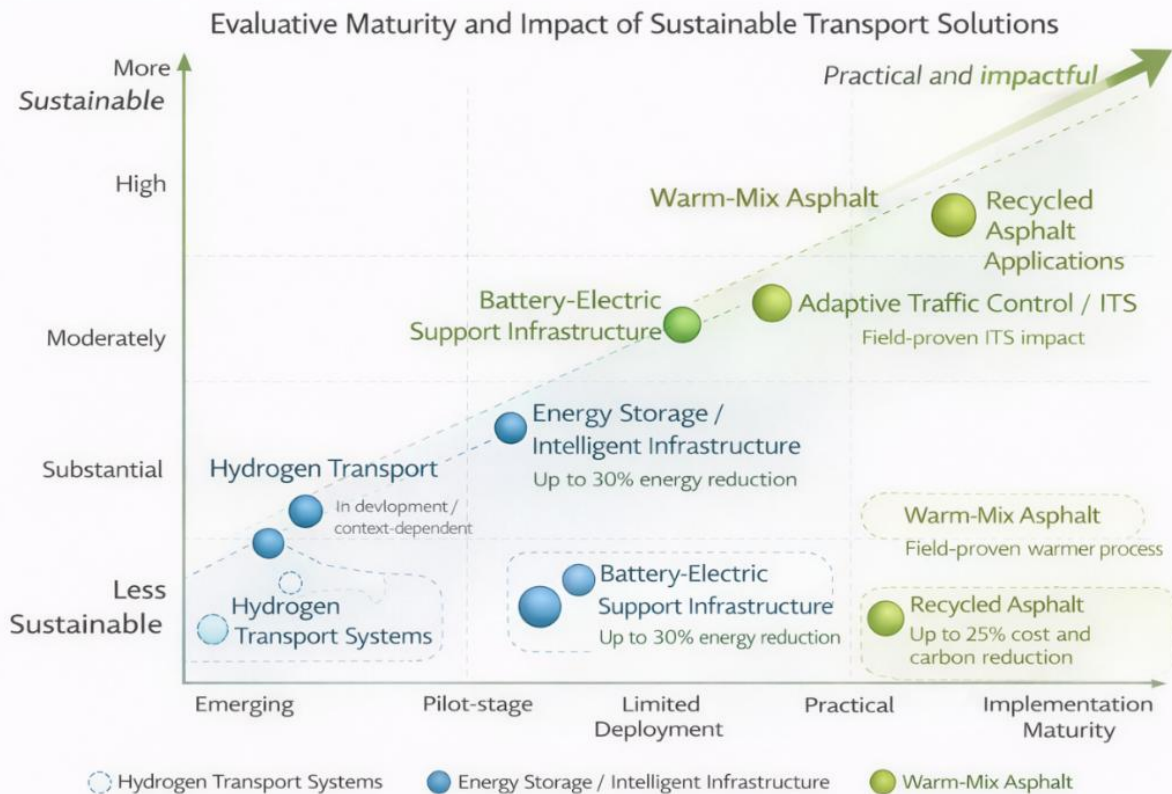 Evaluative Maturity and Impact of Sustainable Transport Solutions
More
Sustainable
Practical and impactful
High
Warm-Mix Asphalt
Recycled
Asphalt
Applications
Battery-Electric
Support Infrastructure
Adaptive Traffic Control / ITS
Field-proven ITS impact
Moderately
Energy Storage /
Intelligent Infrastructure
Up to 30% energy reduction
Substantial
Hydrogen Transport
In devlopment /
context-dependent
Warm-Mix Asphalt
Field-proven warmer process
Less
Sustainable
Hydrogen
Transport Systems
Battery-Electric
Support Infrastructure
Up to 30% energy reduction
Recycled Asphalt
Up to 25% cost and
carbon reduction
Emerging
Pilot-stage
Limited
Deployment
Practical
Implementation
Maturity
Hydrogen Transport Systems
Energy Storage / Intelligent Infrastructure
Warm-Mix Asphalt